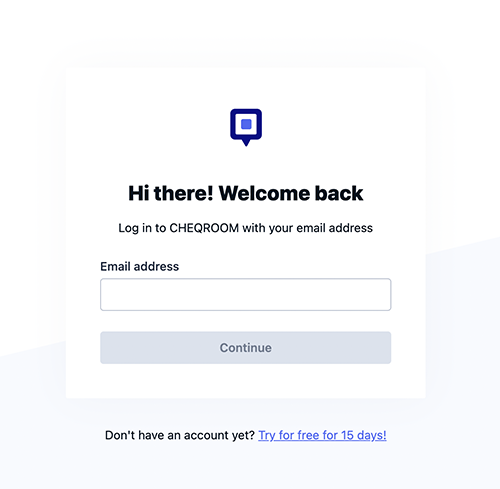 Hi there! Welcome back
Log in to CHEQROOM with your email address
Email address
Continue
Don't have an account yet? Try for free for 15 days!